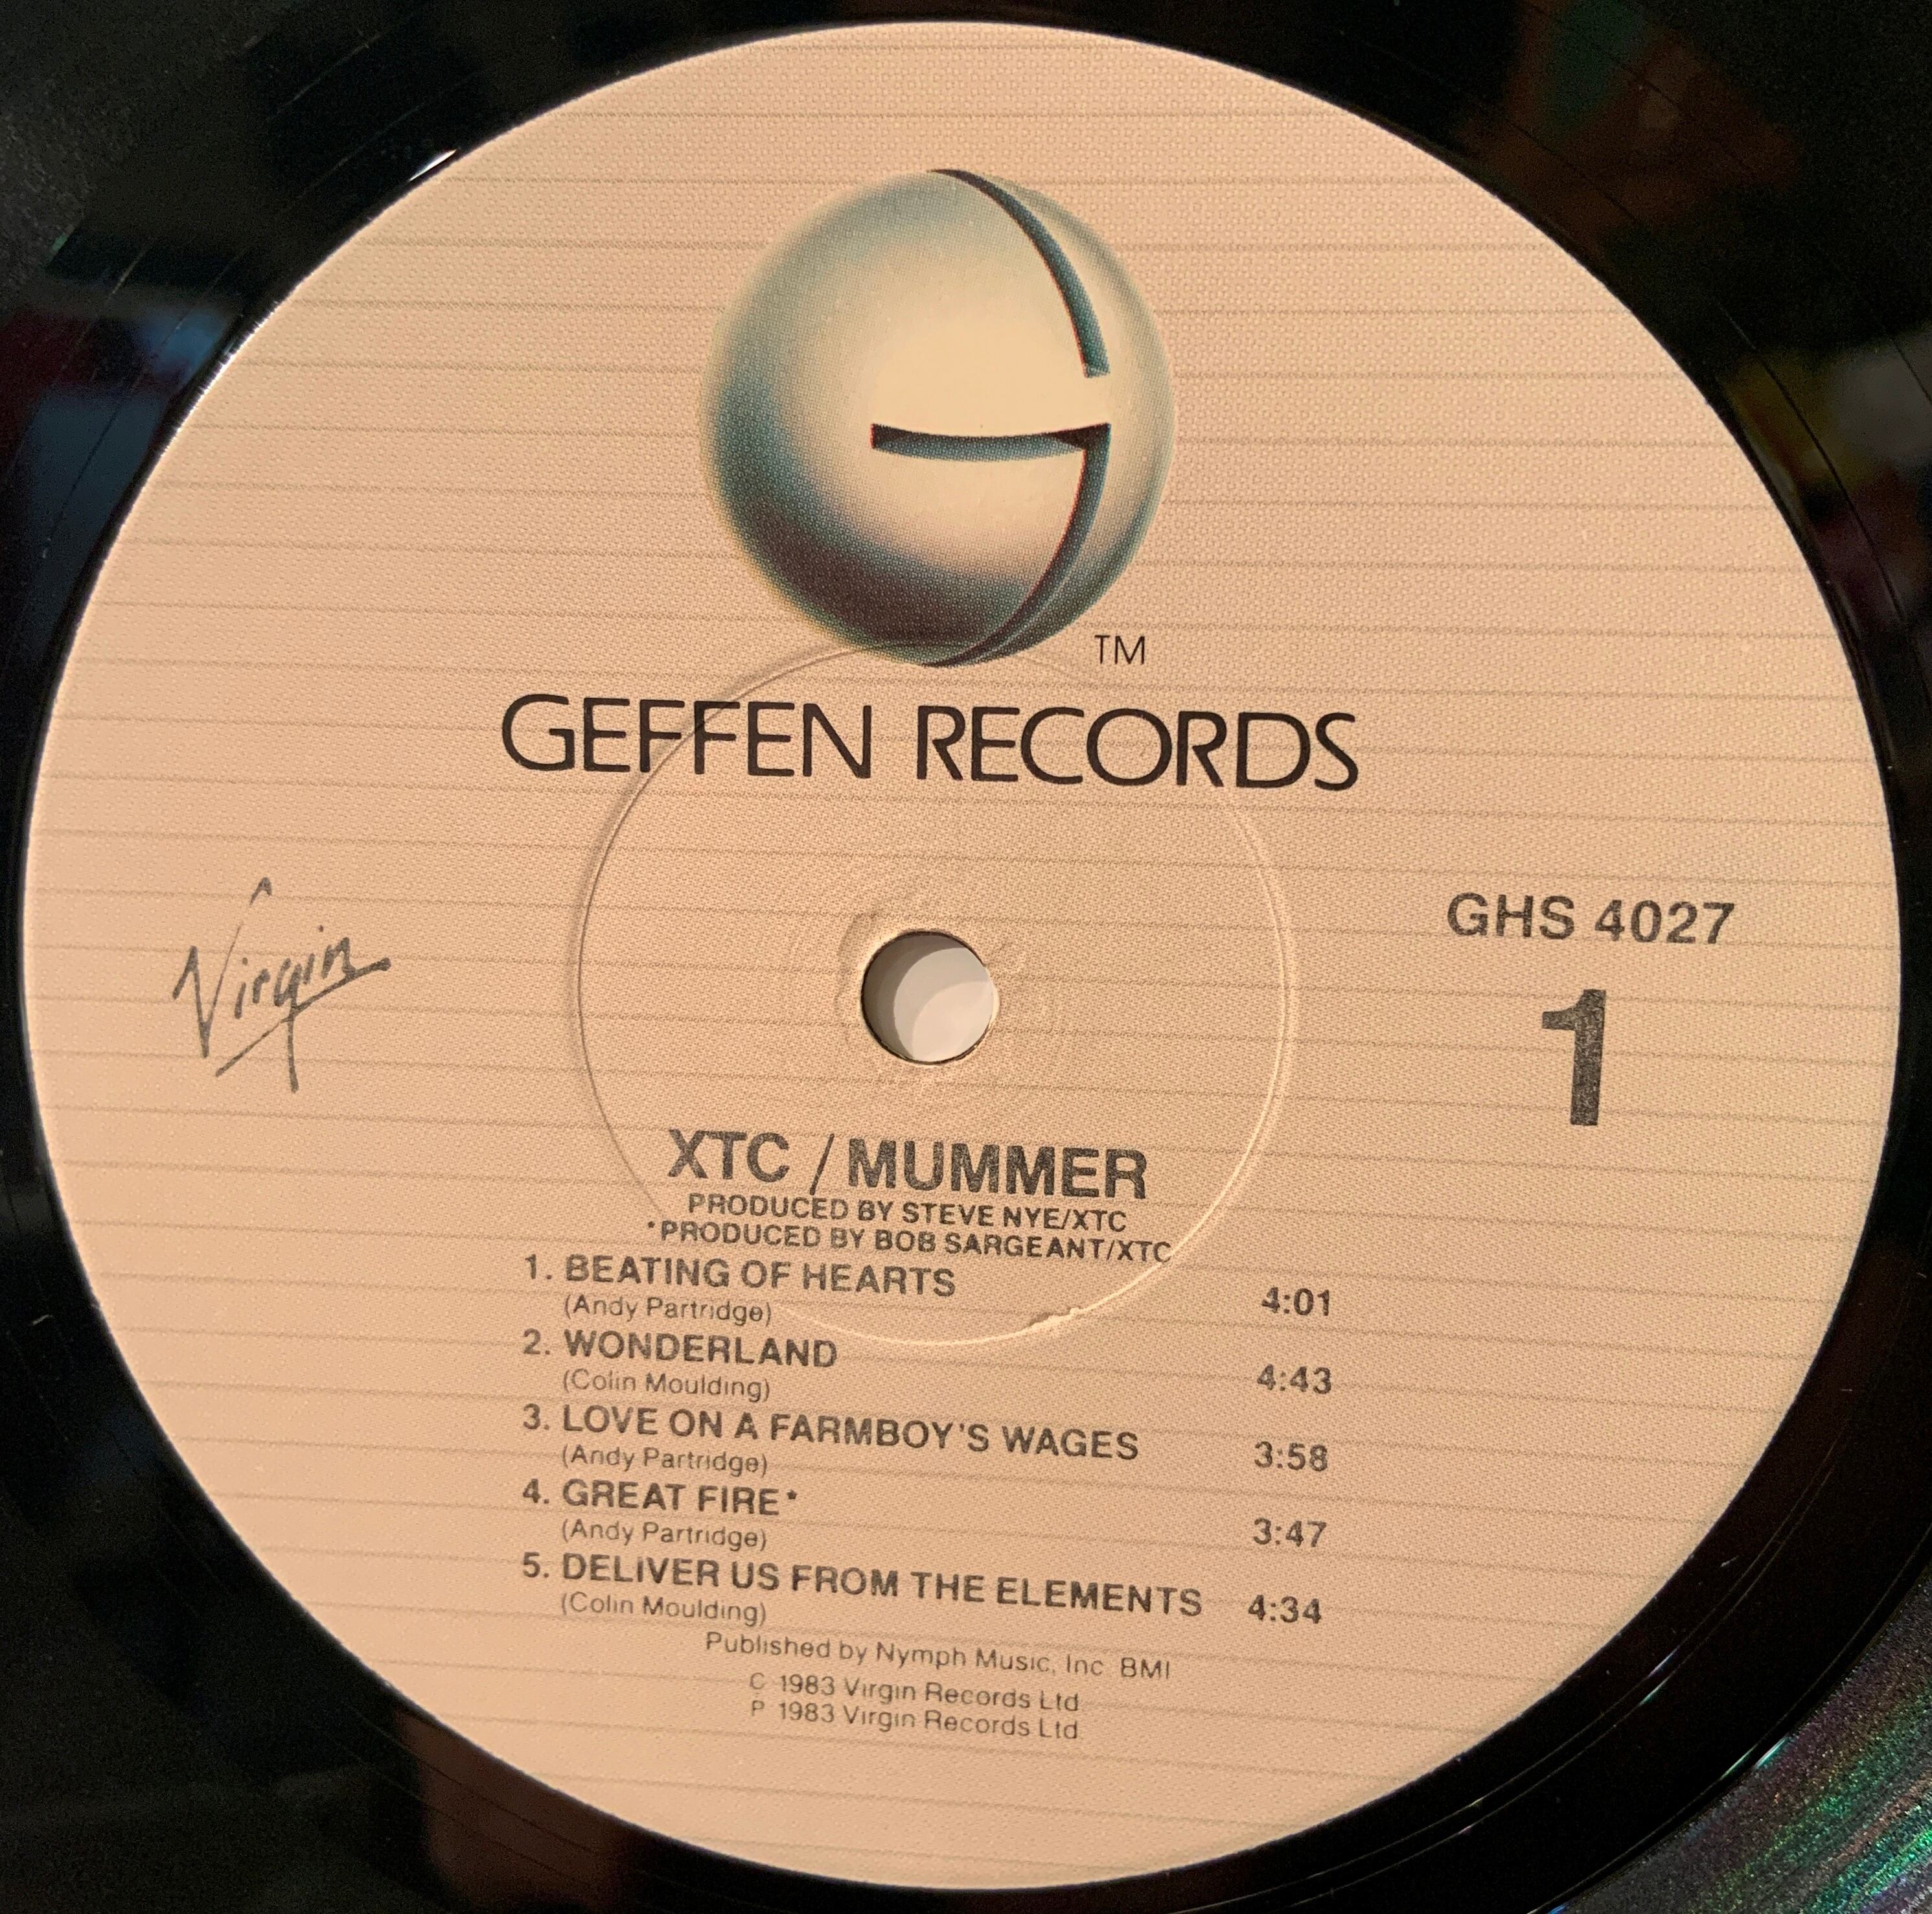 TM
GEFFEN RECORDS
Virgin
GHS 4027
1
XTC / MUMMER
PRODUCED BY STEVE NYE/XTC
*PRODUCED BY BOB SARGEANT/XTC
1. BEATING OF HEARTS 4:01
(Andy Partridge)
2. WONDERLAND 4:43
(Colin Moulding)
3. LOVE ON A FARMBOY'S WAGES 3:58
(Andy Partridge)
4. GREAT FIRE* 3:47
(Andy Partridge)
5. DELIVER US FROM THE ELEMENTS 4:34
(Colin Moulding)
Published by Nymph Music, Inc BMI
C 1983 Virgin Records Ltd
P 1983 Virgin Records Ltd